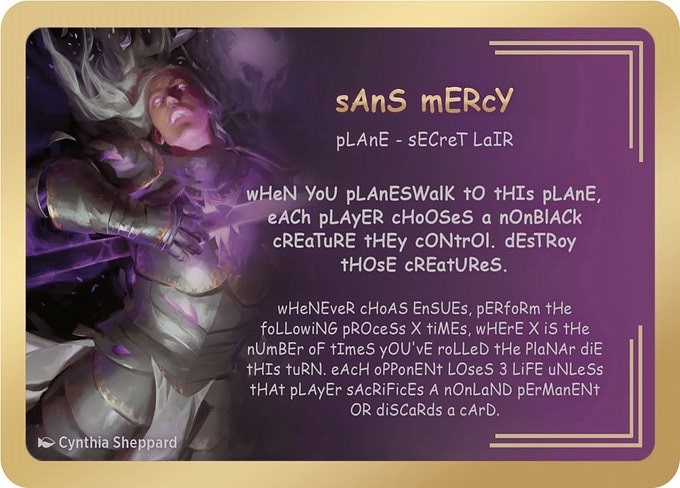 sAnS mERcY
pLAnE - sECreT LaIR
wHeN YoU pLAnESWalK tO tHIs pLAnE,
eACh pLAyER cHoOSeS a nOnBlACk
cREaTuRE tHEy cONtrOl. dEsTRoy
tHOsE cREatUReS.
wHeNEveR cHoAS EnSUEs, pERfoRm tHe
foLLowiNG pROceSs X tiMEs, wHErE X iS tHe
nUmBEr oF tImeS yOU'vE roLLeD tHe PlaNAr diE
tHIs tuRN. eAcH oPPonENt LOseS 3 LiFE uNLeSs
tHAt pLAyER sACriFicEs A nOnLaND pErManENt
OR diSCaRds a cArD.
Cynthia Sheppard